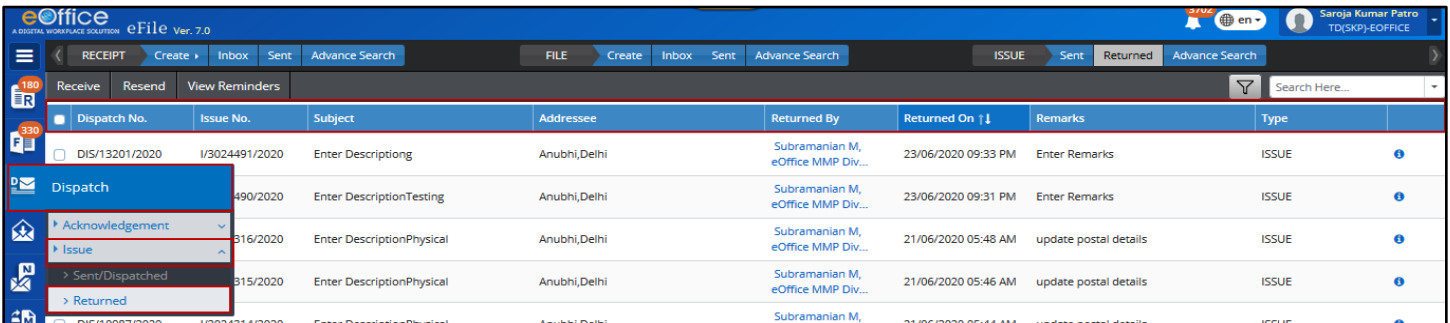 eOffice
A DIGITAL WORKPLACE SOLUTION
eFile Ver. 7.0
3702
en
Saroja Kumar Patro
TD(SKP)-EOFFICE
RECEIPT Create Inbox Sent Advance Search
FILE Create Inbox Sent Advance Search
ISSUE Sent Returned Advance Search
180
R
Receive Resend View Reminders
Search Here...
Dispatch No. Issue No. Subject Addressee Returned By Returned On Remarks Type
330
F
DIS/13201/2020 I/3024491/2020 Enter Descriptiong Anubhi,Delhi Subramanian M, 23/06/2020 09:33 PM Enter Remarks ISSUE
eOffice MMP Div...
D
Dispatch
490/2020 Enter DescriptionTesting Anubhi,Delhi Subramanian M, 23/06/2020 09:31 PM Enter Remarks ISSUE
eOffice MMP Div...
Acknowledgement
316/2020 Enter DescriptionPhysical Anubhi,Delhi Subramanian M, 21/06/2020 05:48 AM update postal details ISSUE
eOffice MMP Div...
Issue
N
Sent/Dispatched
315/2020 Enter DescriptionPhysical Anubhi,Delhi Subramanian M, 21/06/2020 05:46 AM update postal details ISSUE
eOffice MMP Div...
Returned
M
Subramanian M,